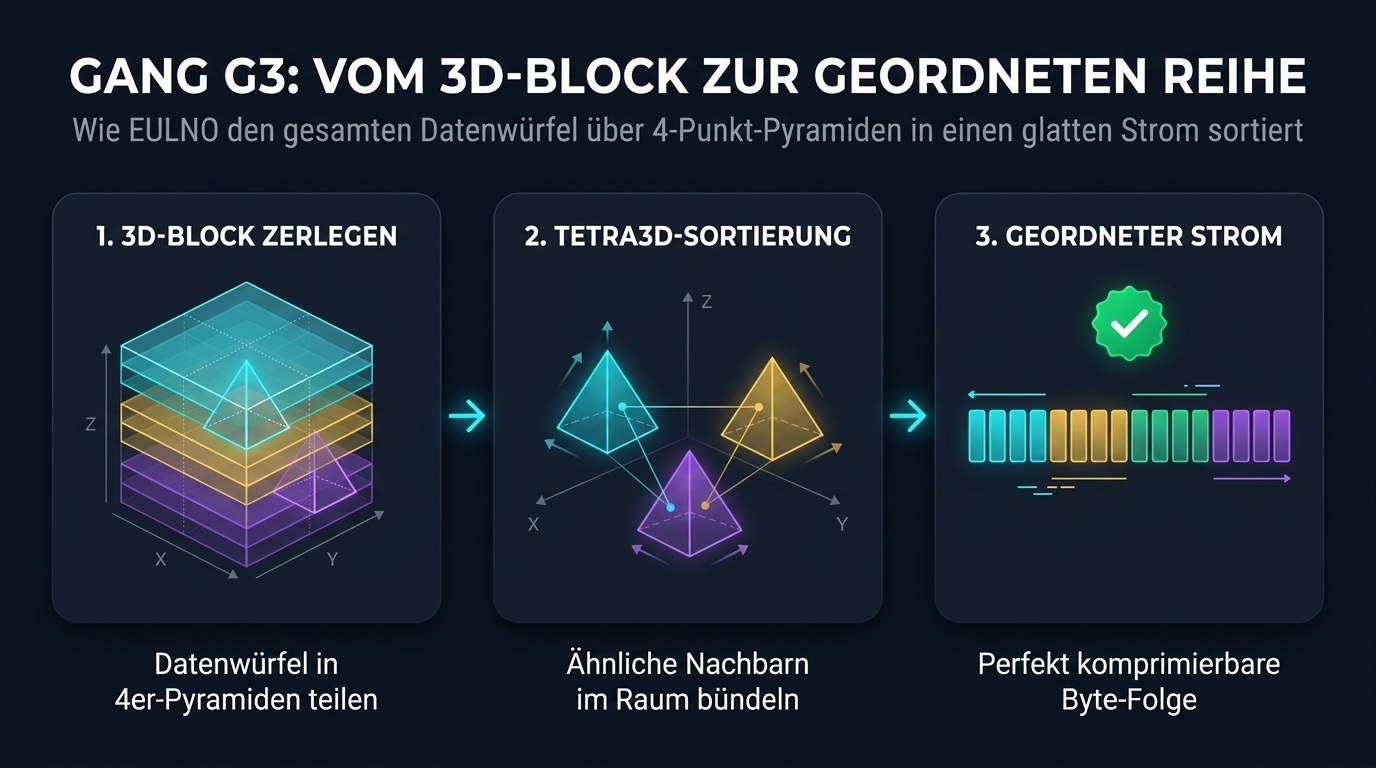 GANG G3: VOM 3D-BLOCK ZUR GEORDNETEN REIHE
Wie EULNO den gesamten Datenwürfel über 4-Punkt-Pyramiden in einen glatten Strom sortiert
1. 3D-BLOCK ZERLEGEN
Z
X
Y
Datenwürfel in
4er-Pyramiden teilen
2. TETRA3D-SORTIERUNG
Z
X
Y
Ähnliche Nachbarn
im Raum bündeln
3. GEORDNETER STROM
Perfekt komprimierbare
Byte-Folge